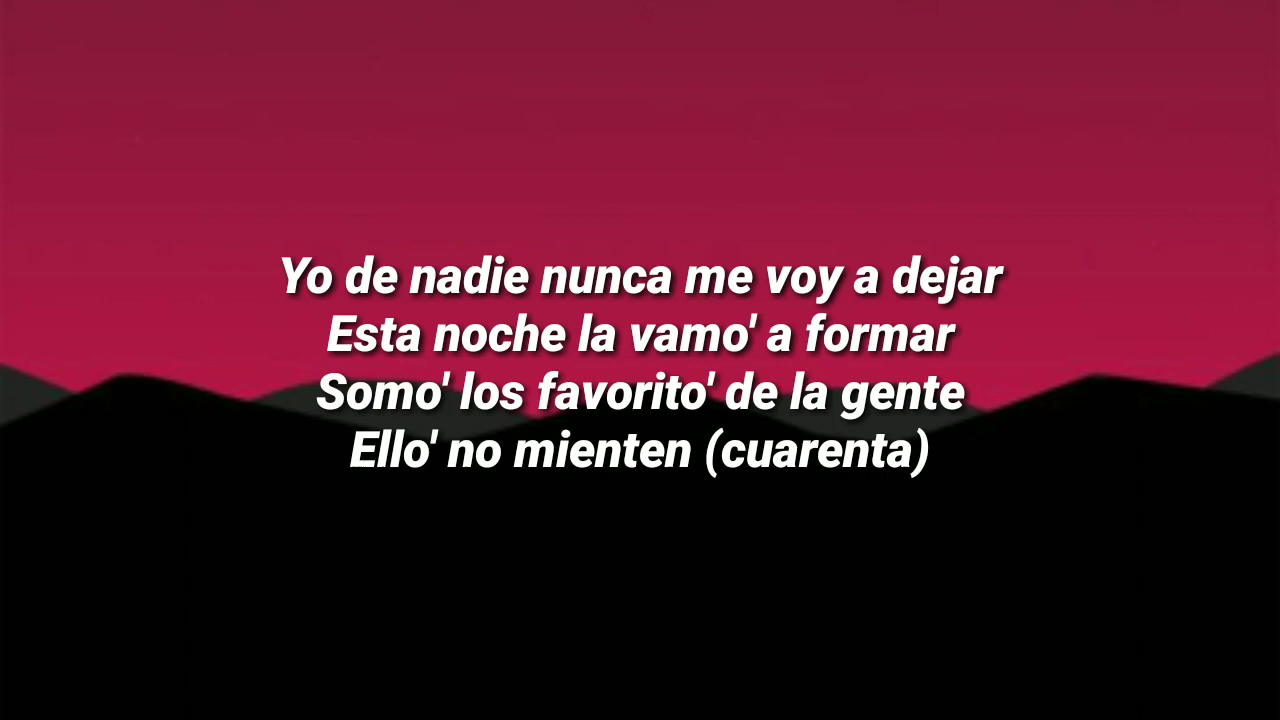 Yo de nadie nunca me voy a dejar
Esta noche la vamo' a formar
Somo' los favorito' de la gente
Ello' no mienten (cuarenta)